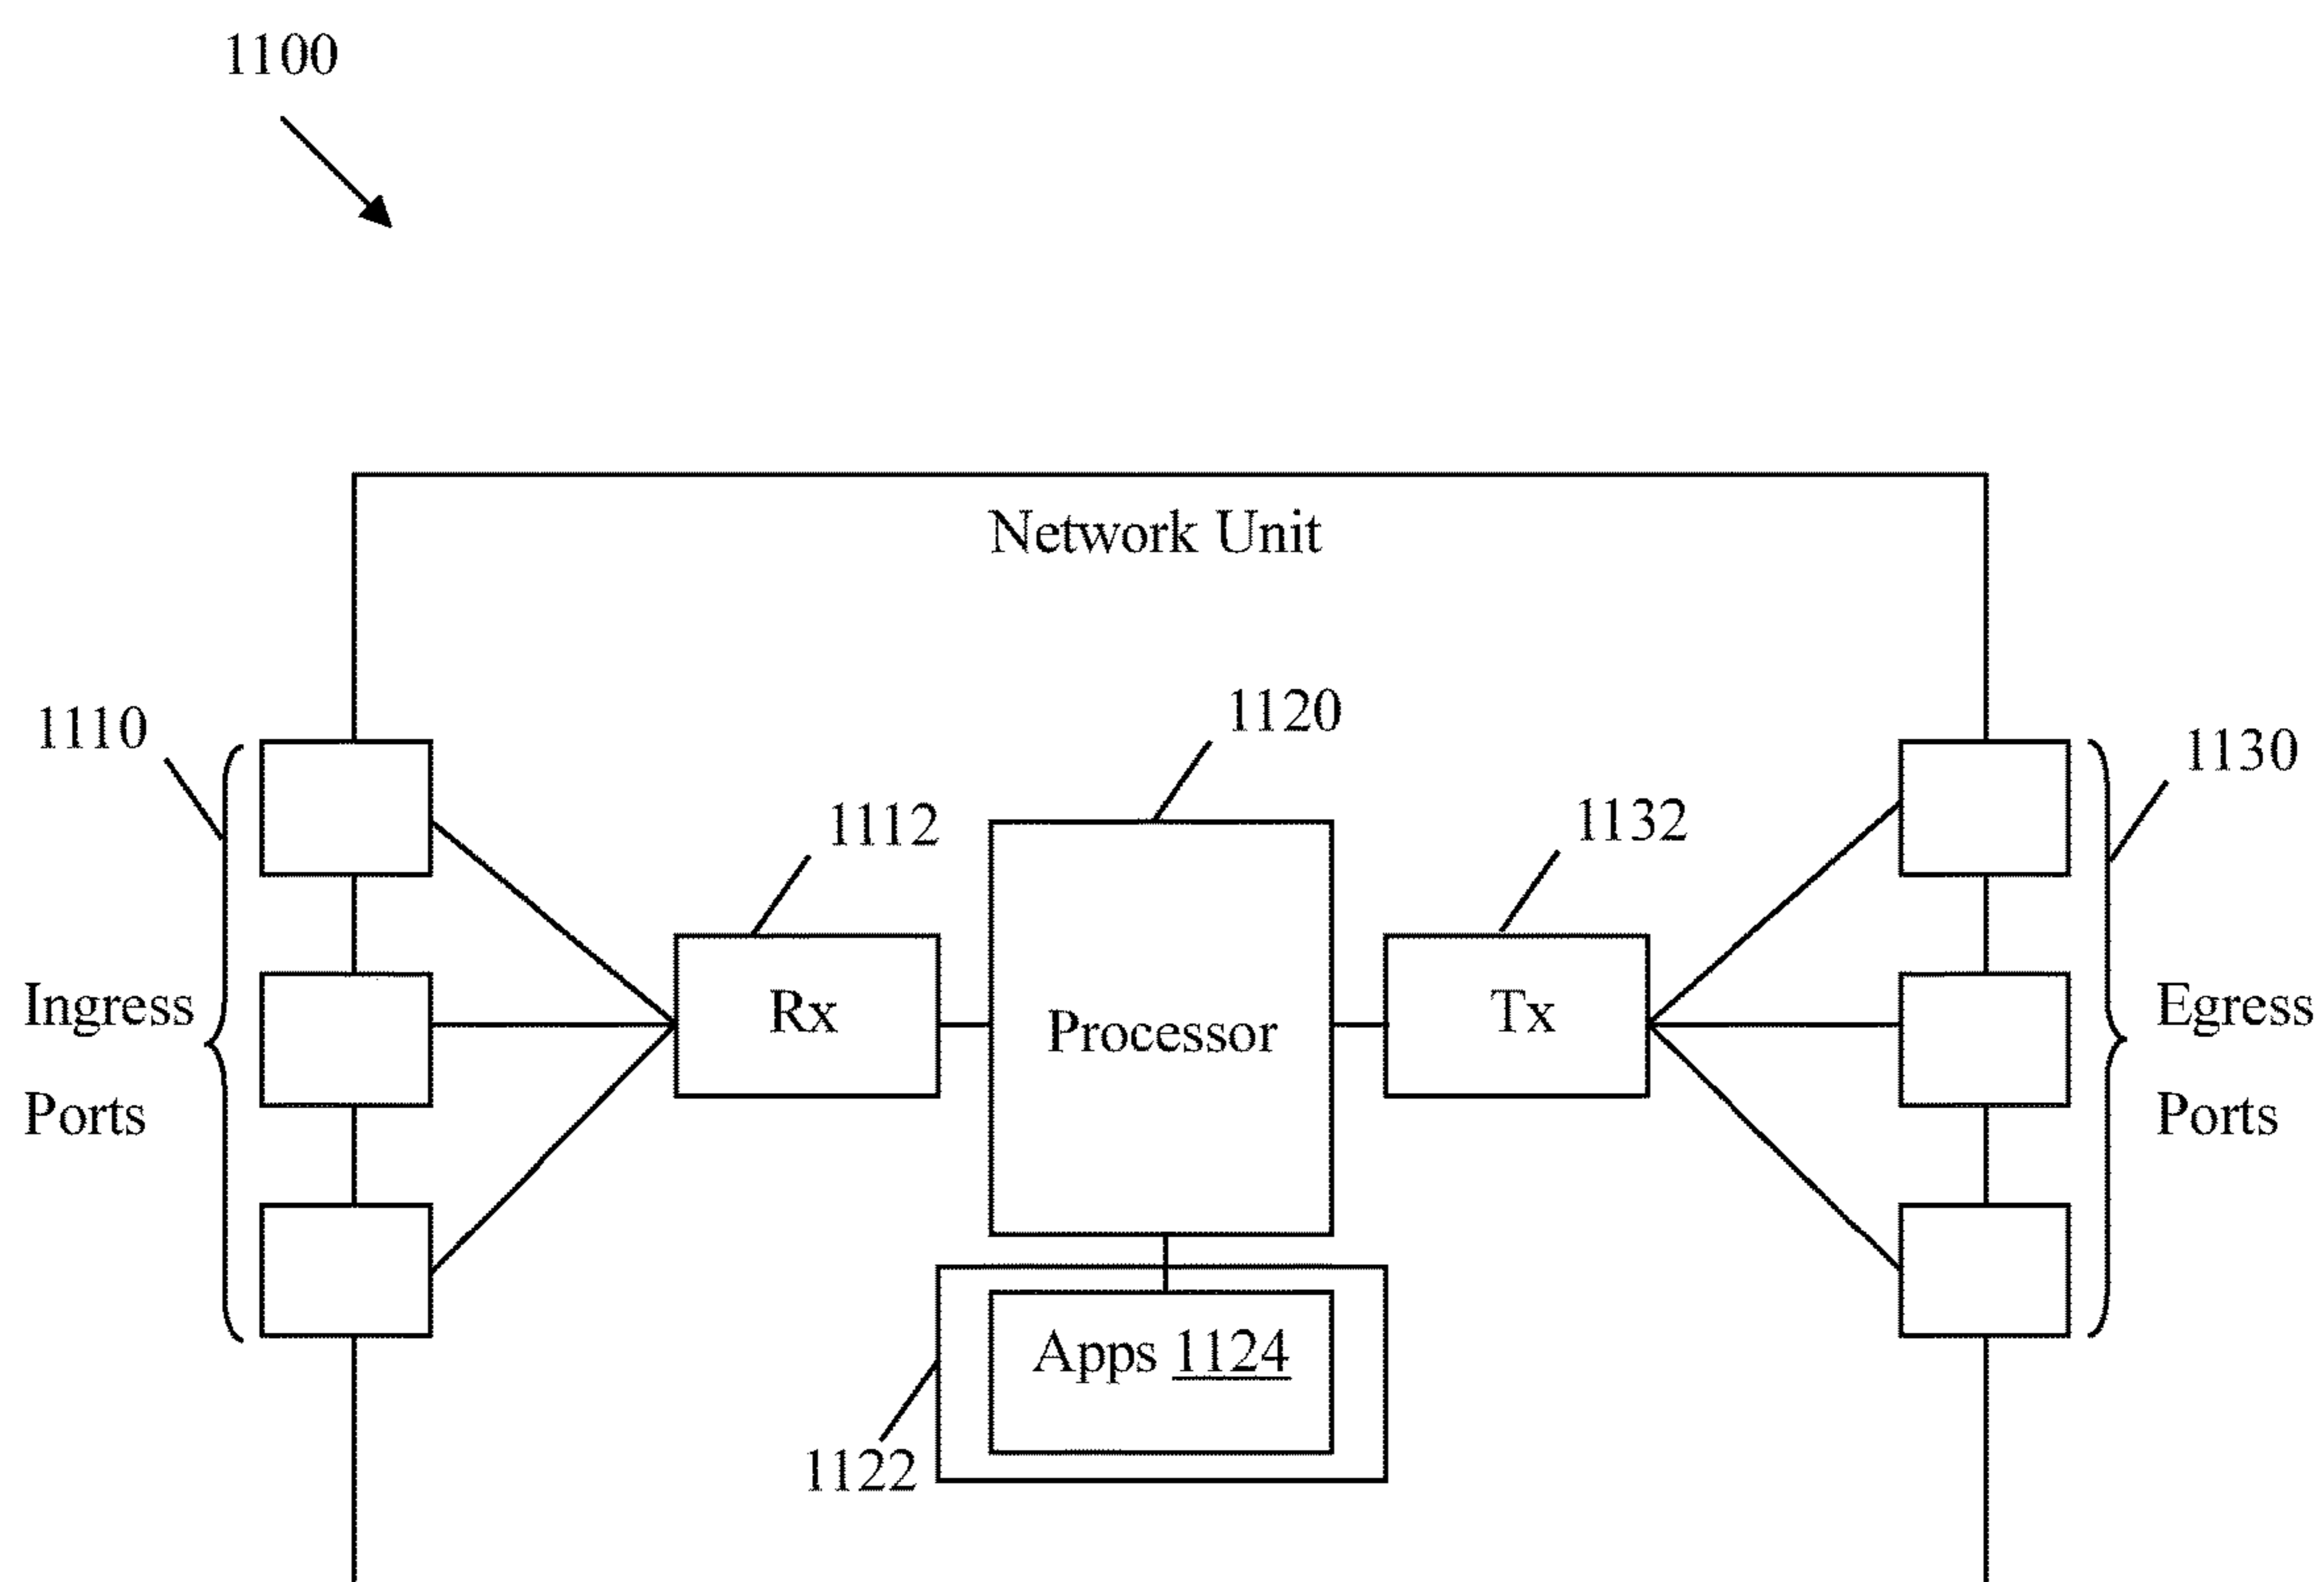 1100
Network Unit
1110
1120
1130
1112
1132
Ingress
Ports
Rx
Processor
Tx
Egress
Ports
Apps 1124
1122